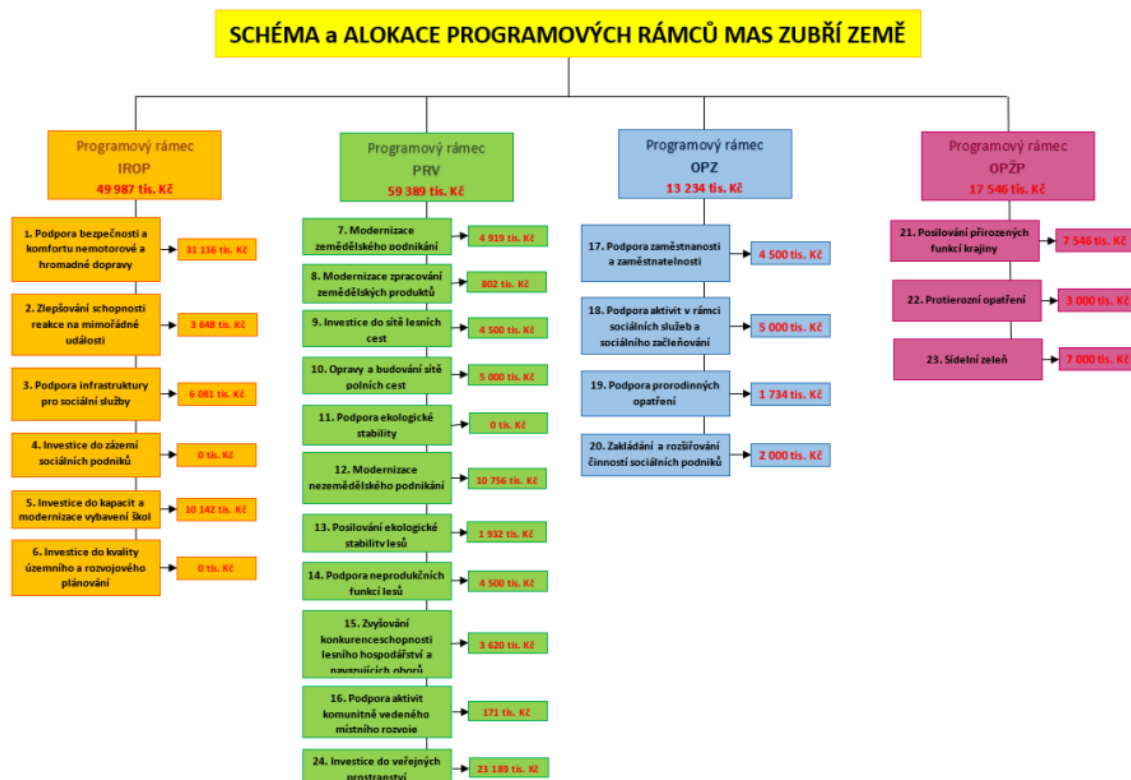 SCHÉMA a ALOKACE PROGRAMOVÝCH RÁMCŮ MAS ZUBŘÍ ZEMĚ
Programový rámec
IROP
49 987 tis. Kč
1. Podpora bezpečnosti a
komfortu nemotorové a
hromadné dopravy
31 116 tis. Kč
2. Zlepšování schopnosti
reakce na mimořádné
události
3 648 tis. Kč
3. Podpora infrastruktury
pro sociální služby
6 081 tis. Kč
4. Investice do zázemí
sociálních podniků
0 tis. Kč
5. Investice do kapacit a
modernizace vybavení škol
10 142 tis. Kč
6. Investice do kvality
územního a rozvojového
plánování
0 tis. Kč
Programový rámec
PRV
59 389 tis. Kč
7. Modernizace
zemědělského podnikání
4 919 tis. Kč
8. Modernizace zpracování
zemědělských produktů
802 tis. Kč
9. Investice do sítě lesních
cest
4 500 tis. Kč
10. Opravy a budování sítě
polních cest
5 000 tis. Kč
11. Podpora ekologické
stability
0 tis. Kč
12. Modernizace
nezemědělského podnikání
10 756 tis. Kč
13. Posilování ekologické
stability lesů
1 932 tis. Kč
14. Podpora neprodukčních
funkcí lesů
4 500 tis. Kč
15. Zvyšování
konkurenceschopnosti
lesního hospodářství a
navazujících oborů
3 620 tis. Kč
16. Podpora aktivit
komunitně vedeného
místního rozvoje
171 tis. Kč
24. Investice do veřejných
prostranství
23 189 tis. Kč
Programový rámec
OPZ
13 234 tis. Kč
17. Podpora zaměstnanosti
a zaměstnatelnosti
4 500 tis. Kč
18. Podpora aktivit v rámci
sociálních služeb a
sociálního začleňování
5 000 tis. Kč
19. Podpora prorodinných
opatření
1 734 tis. Kč
20. Zakládání a rozšiřování
činností sociálních podniků
2 000 tis. Kč
Programový rámec
OPŽP
17 546 tis. Kč
21. Posilování přirozených
funkcí krajiny
7 546 tis. Kč
22. Protierozní opatření
3 000 tis. Kč
23. Sídelní zeleň
7 000 tis. Kč